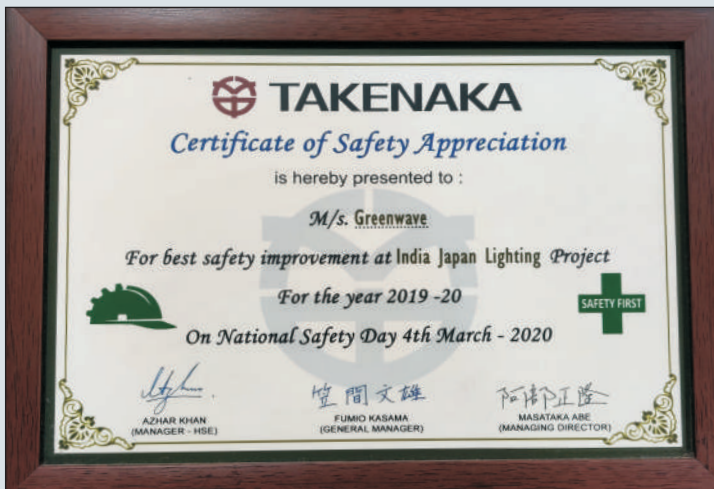 TAKENAKA
Certificate of Safety Appreciation
is hereby presented to :
M/s. Greenwave
For best safety improvement at India Japan Lighting Project
For the year 2019 -20
SAFETY FIRST
On National Safety Day 4th March - 2020
笠間文雄
阿部正隆
AZHAR KHAN
(MANAGER - HSE)
FUMIO KASAMA
(GENERAL MANAGER)
MASATAKA ABE
(MANAGING DIRECTOR)